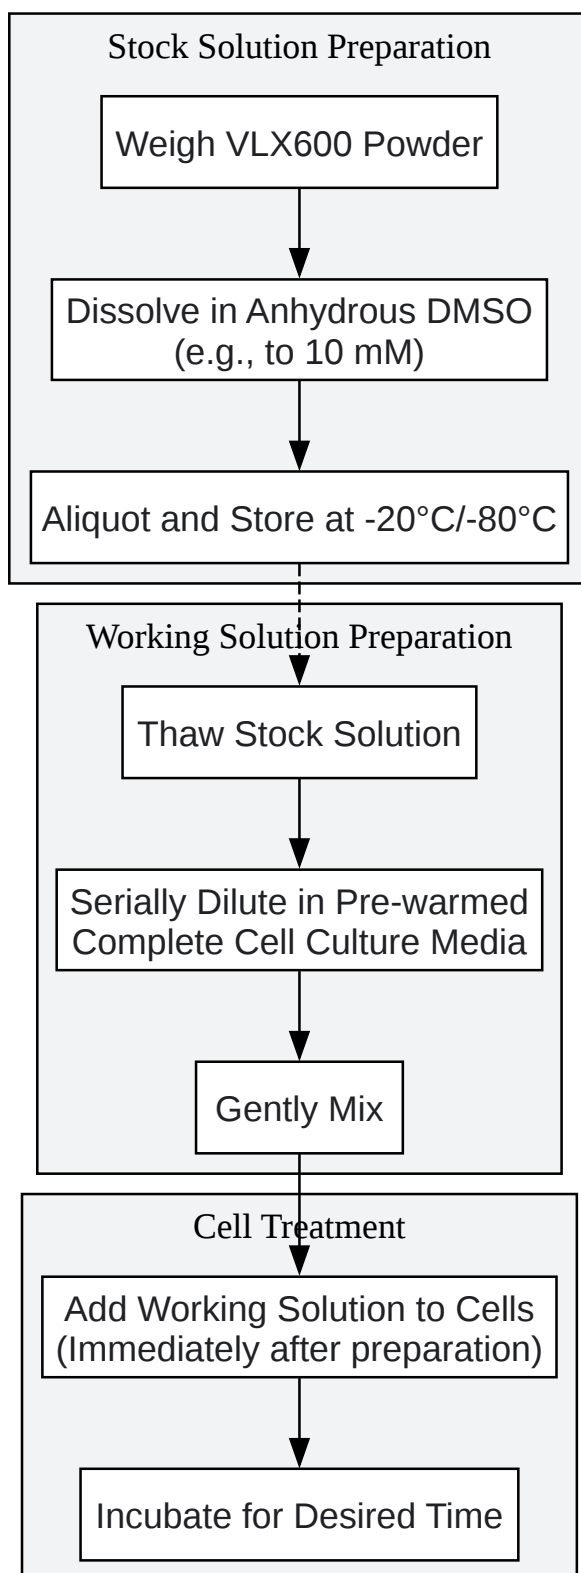 Stock Solution Preparation
Weigh VLX600 Powder
Dissolve in Anhydrous DMSO
(e.g., to 10 mM)
Aliquot and Store at -20°C/-80°C
Working Solution Preparation
Thaw Stock Solution
Serially Dilute in Pre-warmed
Complete Cell Culture Media
Gently Mix
Cell Treatment
Add Working Solution to Cells
(Immediately after preparation)
Incubate for Desired Time